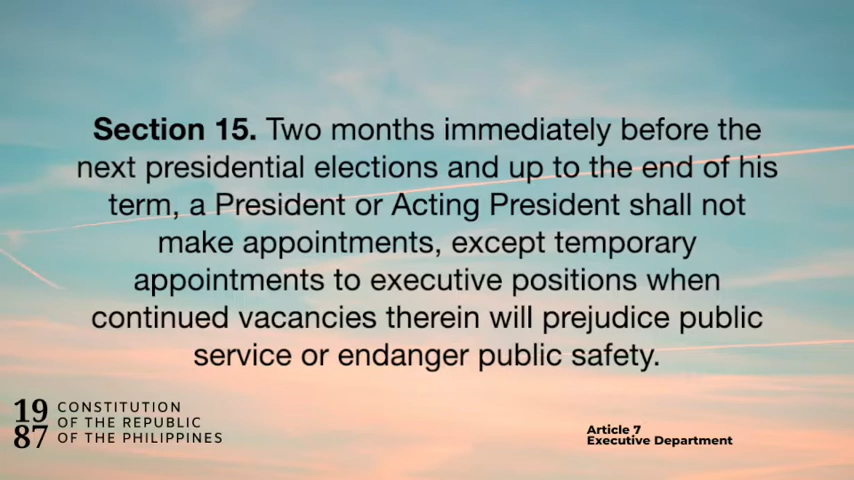 Section 15. Two months immediately before the
next presidential elections and up to the end of his
term, a President or Acting President shall not
make appointments, except temporary
appointments to executive positions when
continued vacancies therein will prejudice public
service or endanger public safety.
19
87
CONSTITUTION
OF THE REPUBLIC
OF THE PHILIPPINES
Article 7
Executive Department